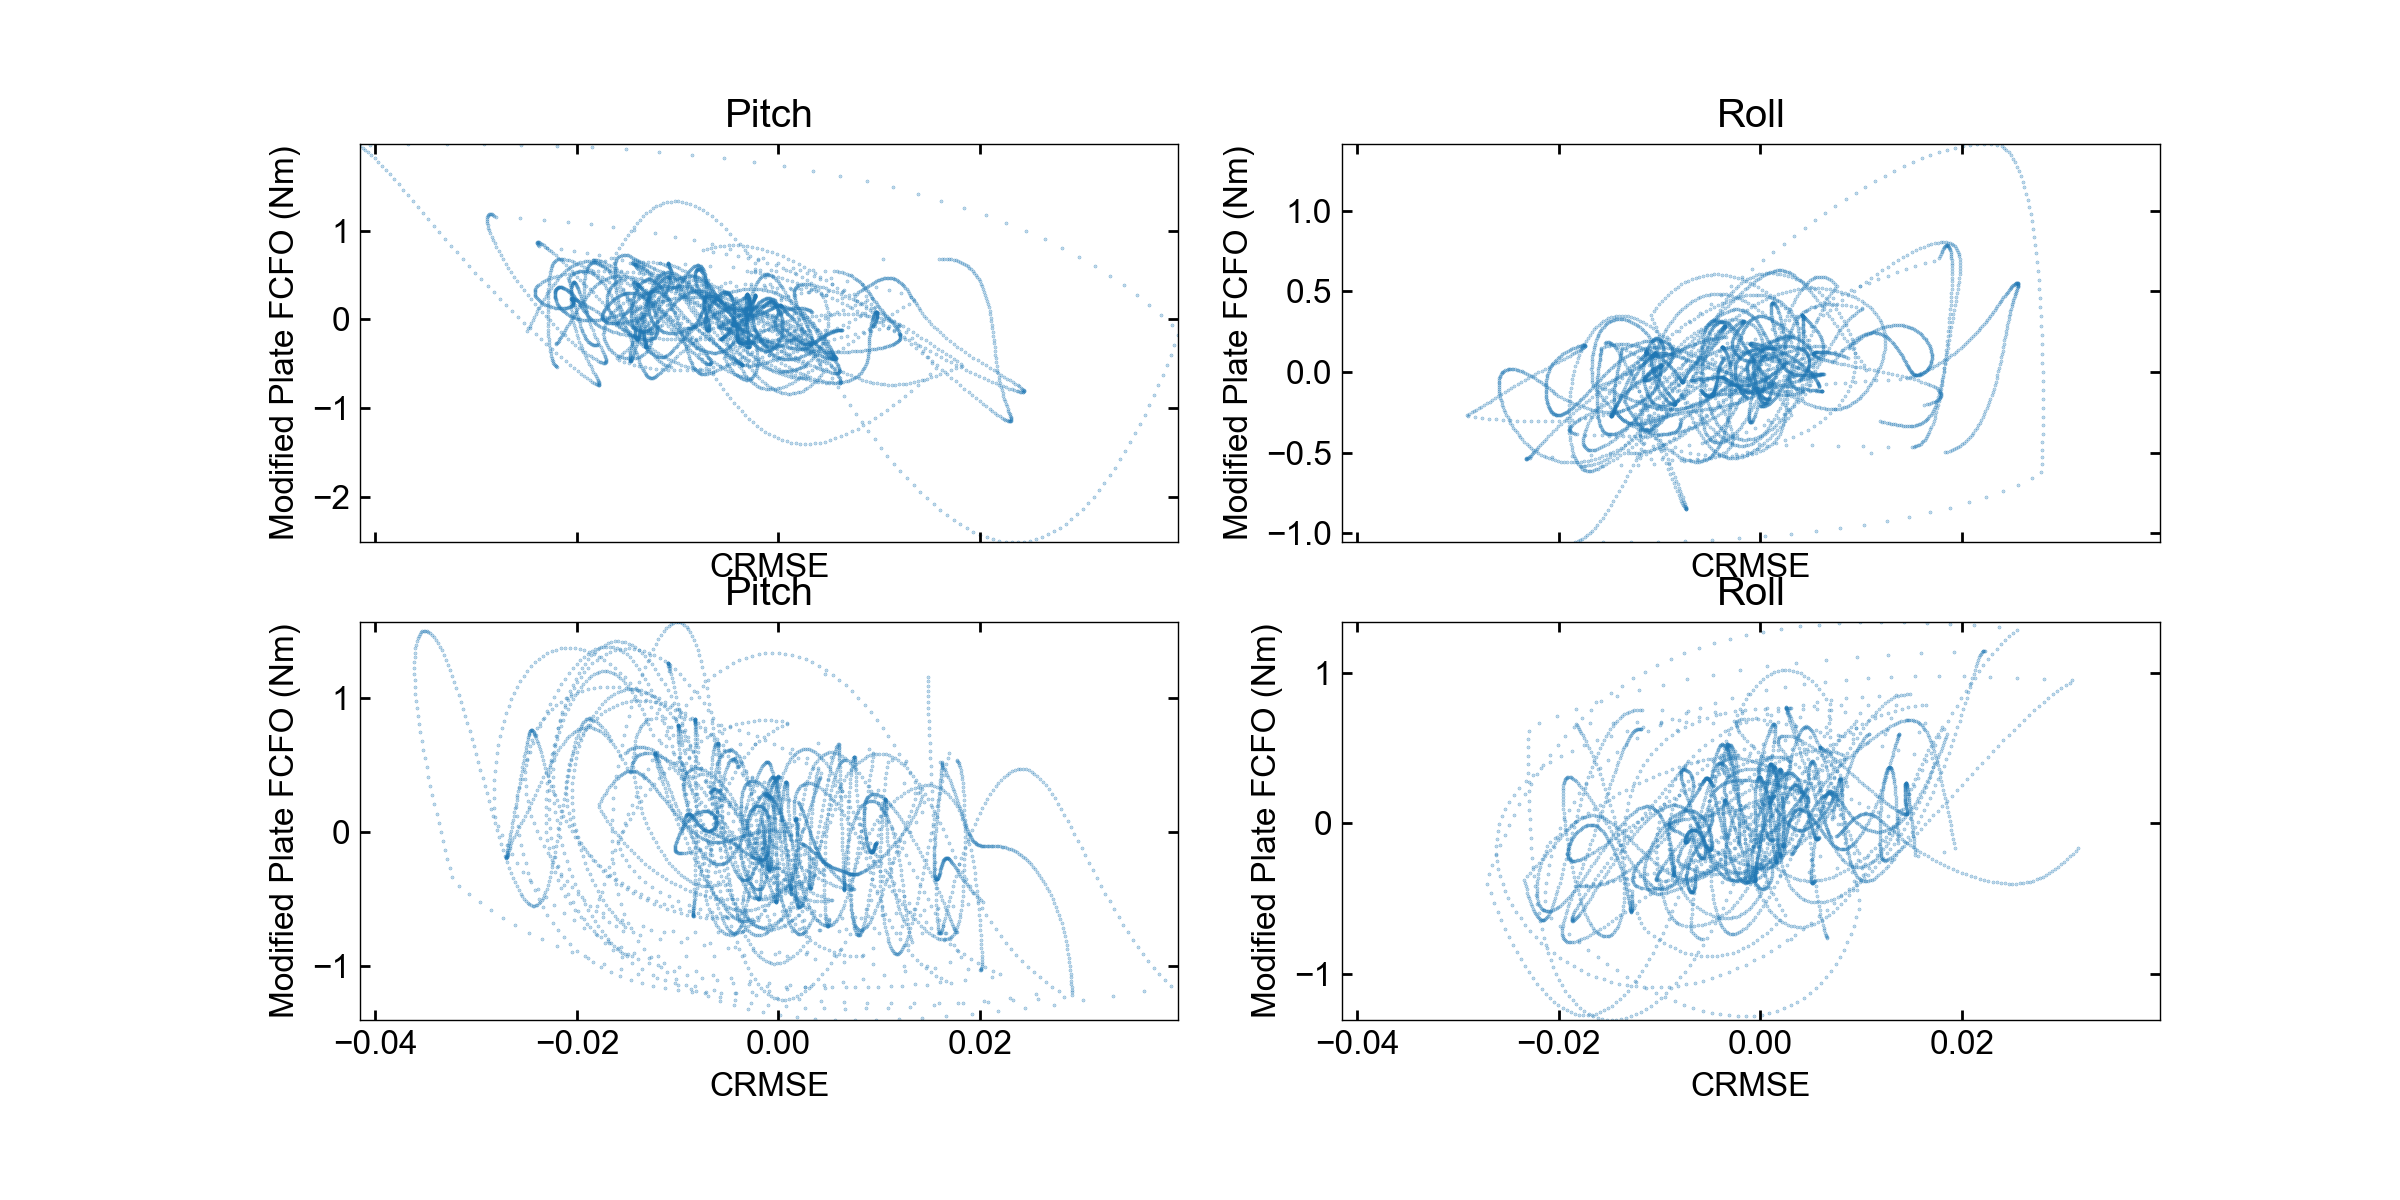 Pitch
Modified Plate FCFO (Nm)
1
0
−1
−2
CRMSE
Roll
Modified Plate FCFO (Nm)
1.0
0.5
0.0
−0.5
−1.0
CRMSE
Pitch
Modified Plate FCFO (Nm)
1
0
−1
−0.04 −0.02 0.00 0.02
CRMSE
Roll
Modified Plate FCFO (Nm)
1
0
−1
−0.04 −0.02 0.00 0.02
CRMSE